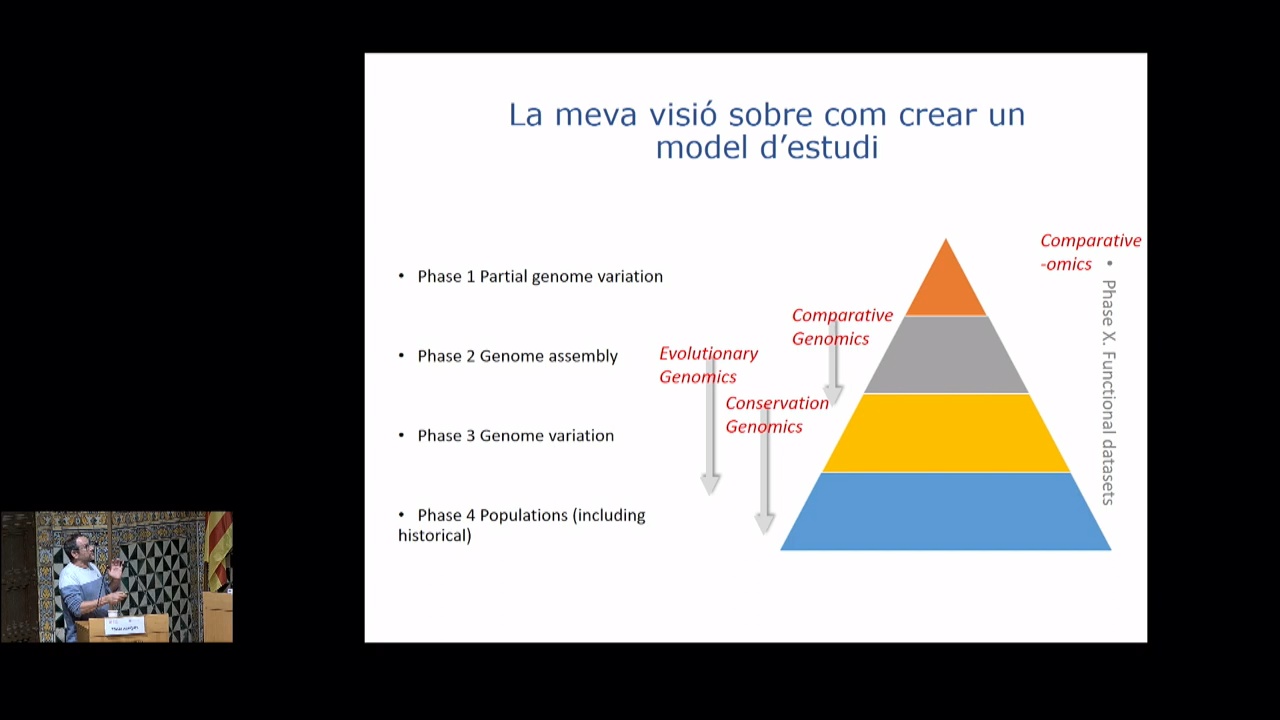 La meva visió sobre com crear un
model d’estudi
• Phase 1 Partial genome variation
• Phase 2 Genome assembly
• Phase 3 Genome variation
• Phase 4 Populations (including
historical)
Evolutionary
Genomics
Conservation
Genomics
Comparative
Genomics
Comparative
-omics
• Phase X. Functional datasets